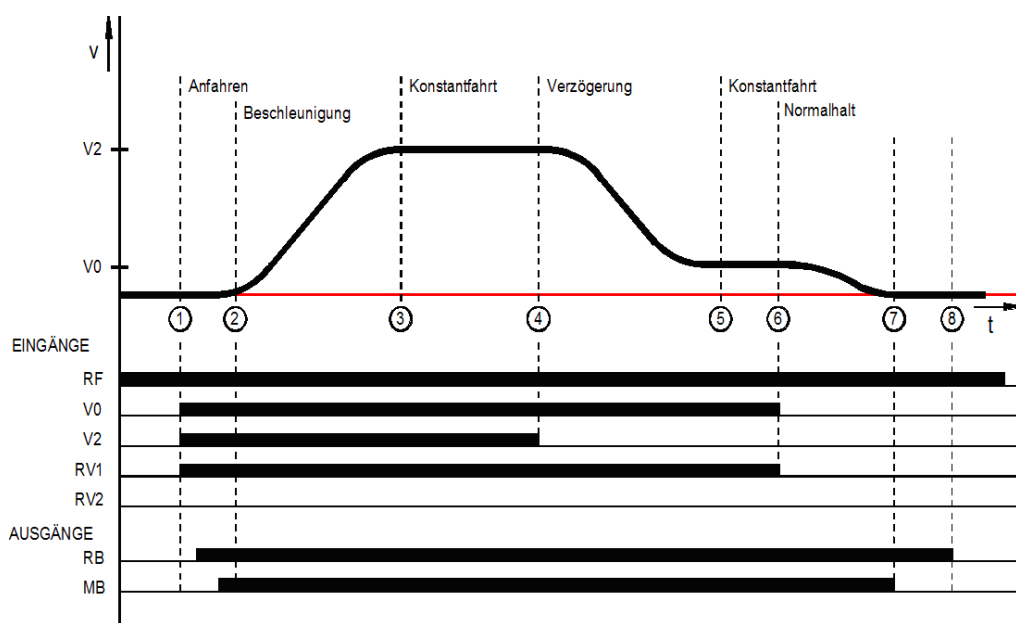 V
Anfahren
Konstantfahrt
Verzögerung
Konstantfahrt
Beschleunigung
Normalhalt
V2
V0
1 2 3 4 5 6 7 8
t
EINGÄNGE
RF
V0
V2
RV1
RV2
AUSGÄNGE
RB
MB